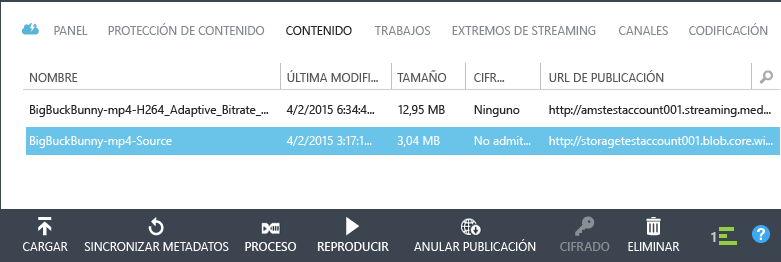 PANEL PROTECCIÓN DE CONTENIDO CONTENIDO TRABAJOS EXTREMOS DE STREAMING CANALES CODIFICACIÓN
NOMBRE ÚLTIMA MODIFI... TAMAÑO CIFR... URL DE PUBLICACIÓN
BigBuckBunny-mp4-H264_Adaptive_Bitrate_... 4/2/2015 6:34:4... 12,95 MB Ninguno http://amstestaccount001.streaming.med...
BigBuckBunny-mp4-Source 4/2/2015 3:17:1... 3,04 MB No admit... http://storagetestaccount001.blob.core.wi...
CARGAR SINCRONIZAR METADATOS PROCESO REPRODUCIR ANULAR PUBLICACIÓN CIFRADO ELIMINAR 1 ?